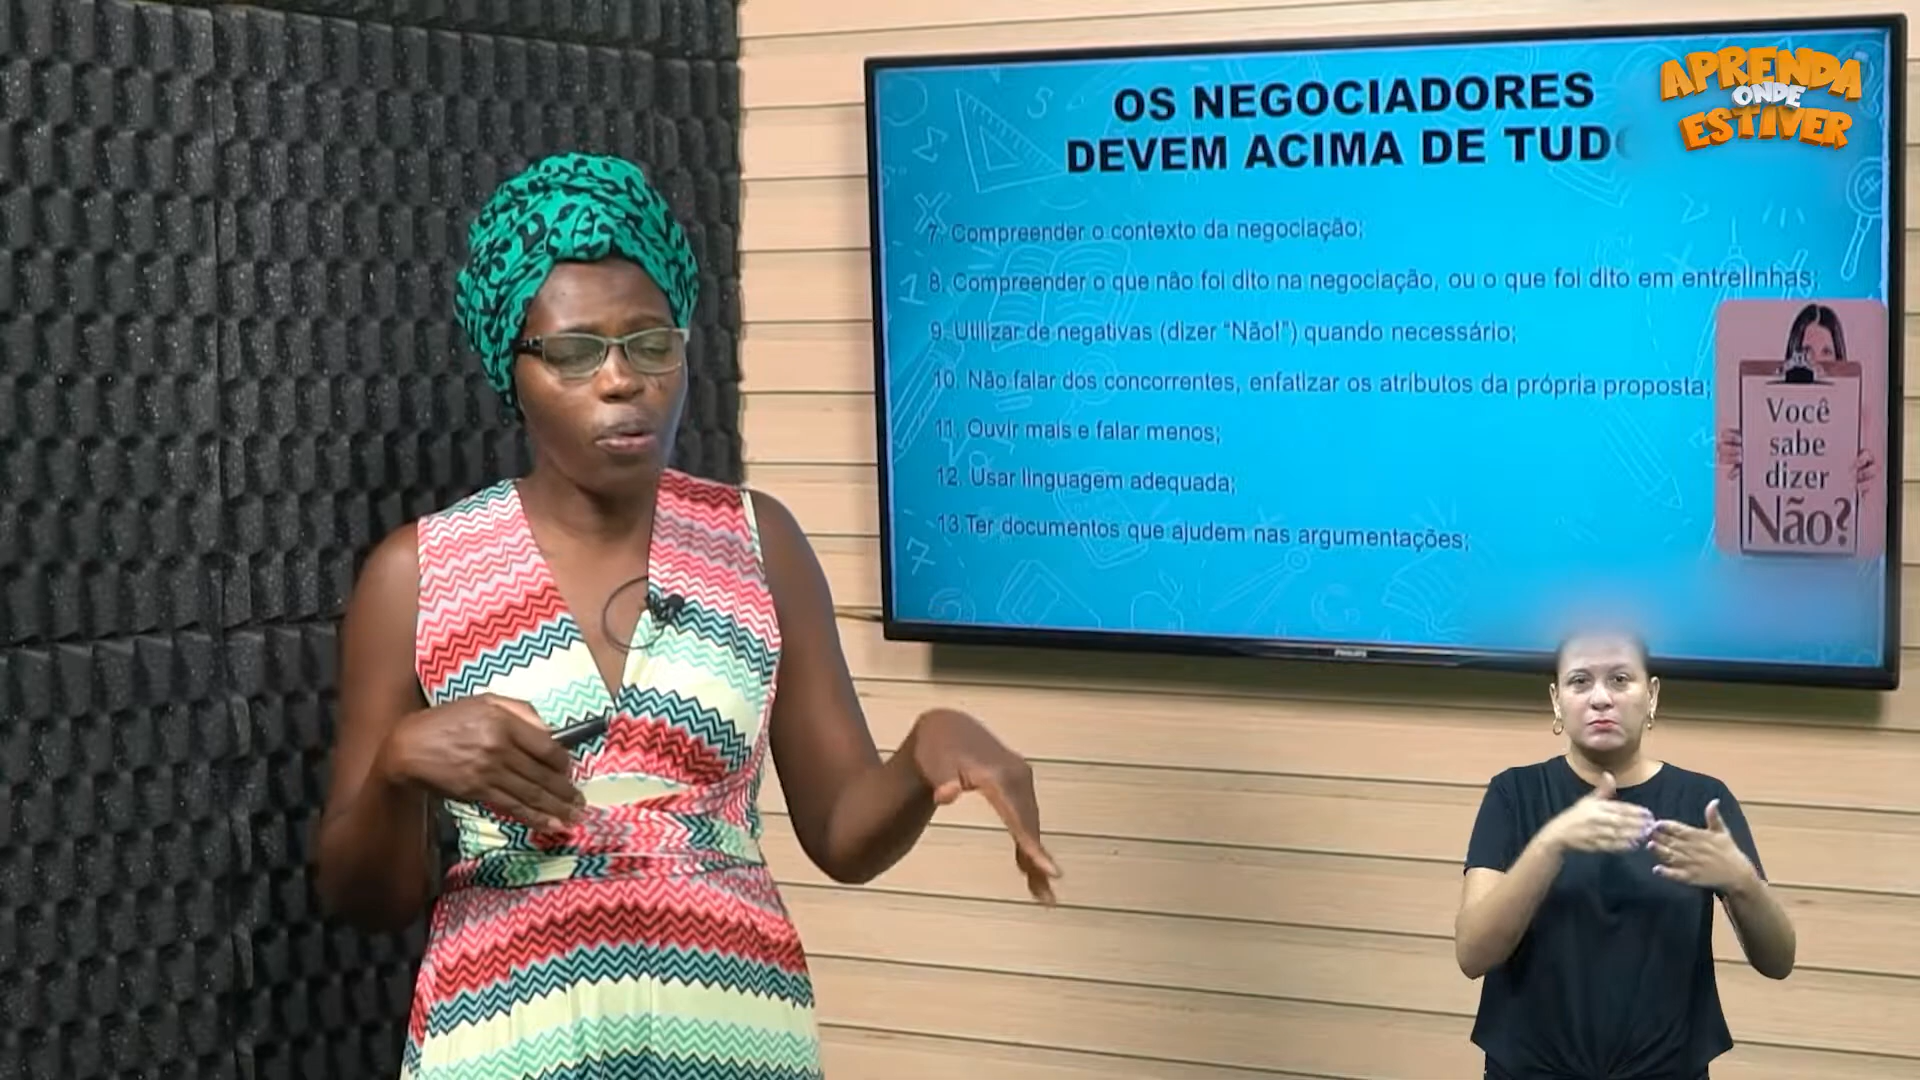 OS NEGOCIADORES
DEVEM ACIMA DE TUDO
APRENDA
ONDE
ESTIVER
7. Compreender o contexto da negociação;
8. Compreender o que não foi dito na negociação, ou o que foi dito em entrelinhas;
9. Utilizar de negativas (dizer “Não!”) quando necessário;
10. Não falar dos concorrentes, enfatizar os atributos da própria proposta;
11. Ouvir mais e falar menos;
12. Usar linguagem adequada;
13 Ter documentos que ajudem nas argumentações;
Você
sabe
dizer
Não?
PHILIPS